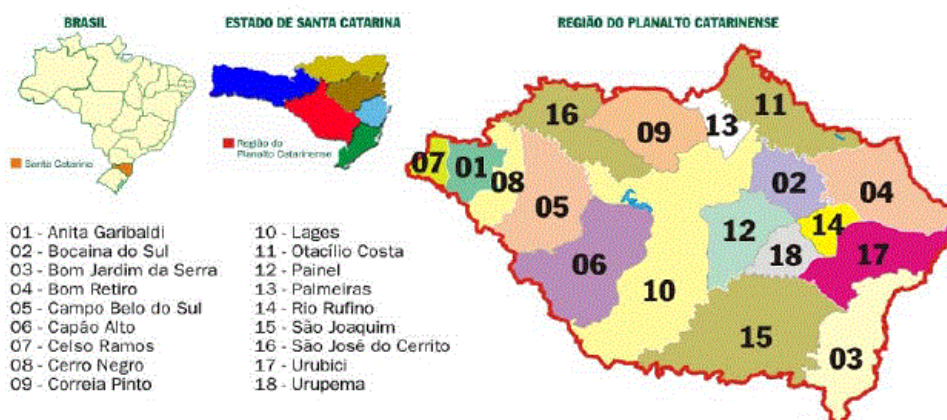 BRASIL
Santa Catarina
ESTADO DE SANTA CATARINA
Região do
Planalto Catarinense
REGIÃO DO PLANALTO CATARINENSE
01 - Anita Garibaldi
02 - Bocaina do Sul
03 - Bom Jardim da Serra
04 - Bom Retiro
05 - Campo Belo do Sul
06 - Capão Alto
07 - Celso Ramos
08 - Cerro Negro
09 - Correia Pinto
10 - Lages
11 - Otacílio Costa
12 - Painel
13 - Palmeiras
14 - Rio Rufino
15 - São Joaquim
16 - São José do Cerrito
17 - Urubici
18 - Urupema
16
09
13
11
07
01
08
05
02
04
06
12
14
18
17
10
15
03